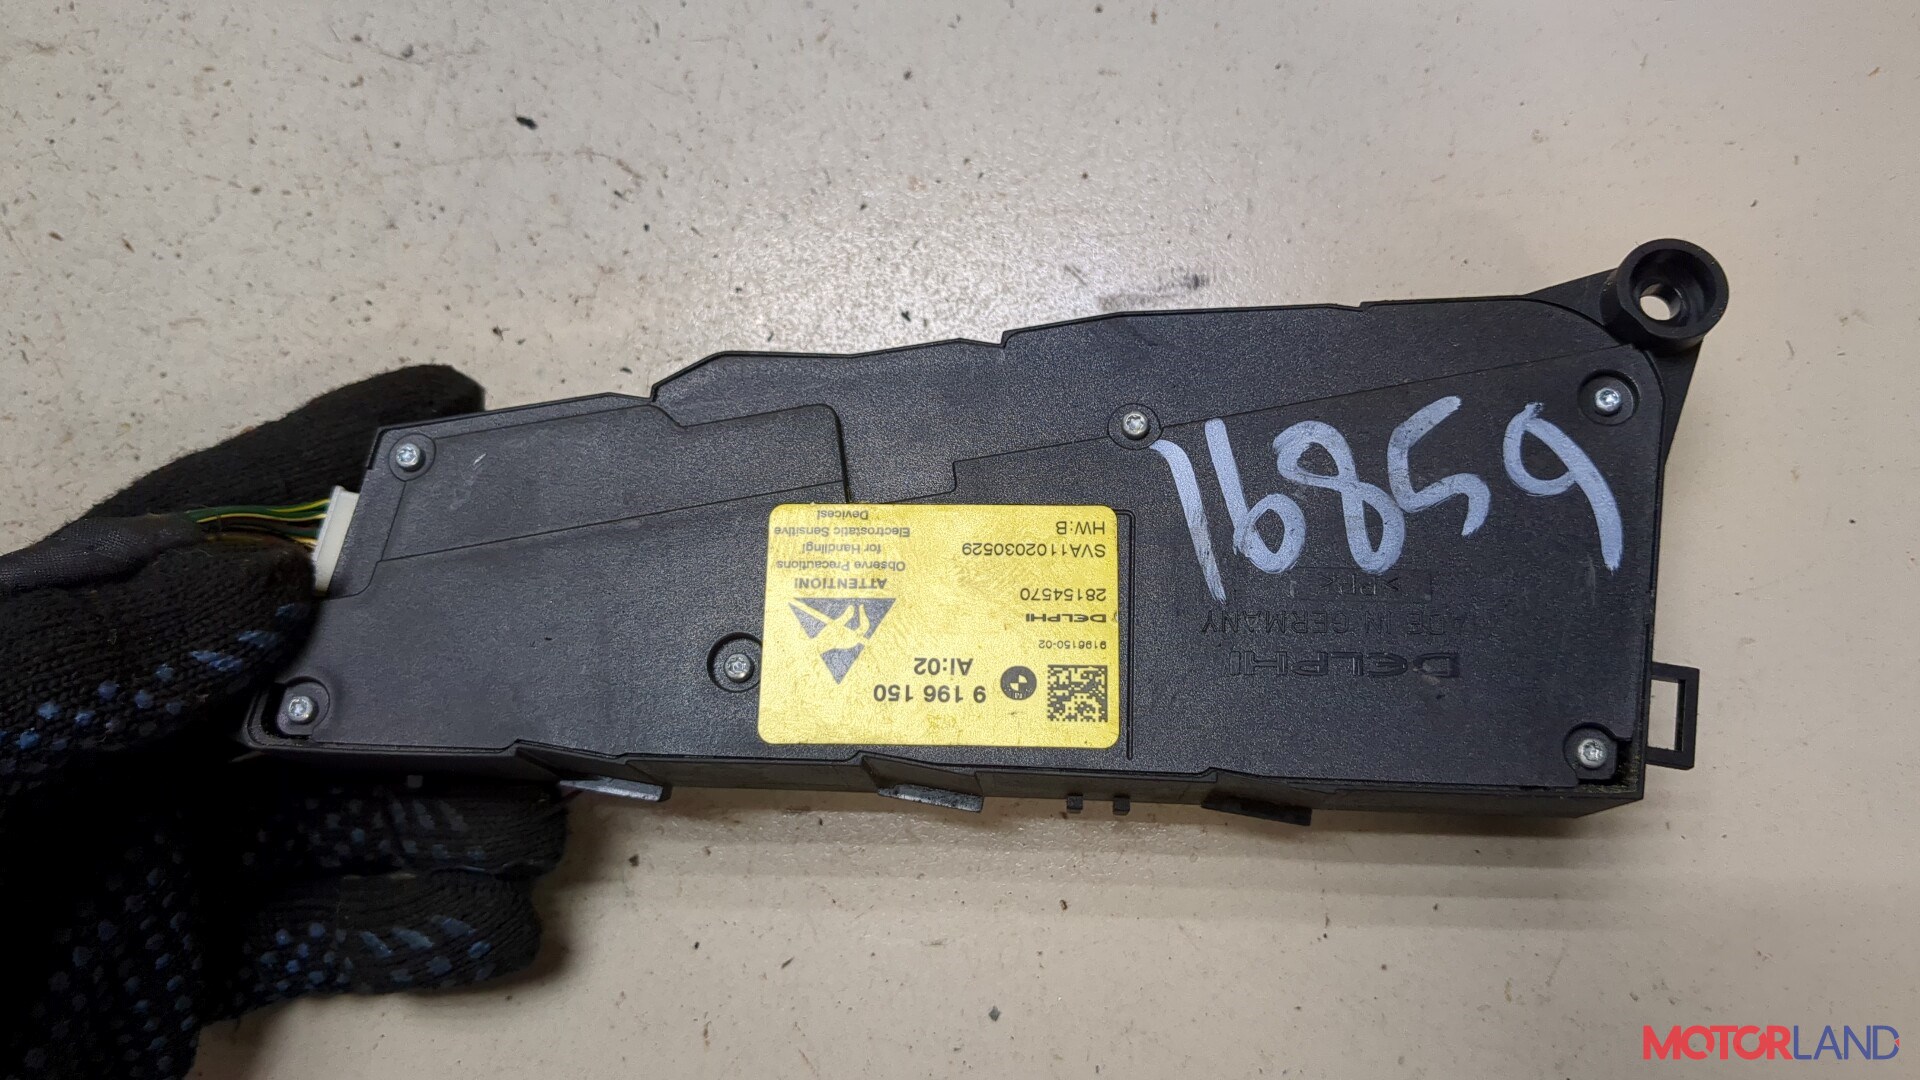 16859
DELPHI
MADE IN GERMANY
9 196 150
AI:02
9196150-02
DELPHI
28154570
SVA1102030529
HW:B
ATTENTION!
Observe Precautions
for Handling!
Electrostatic Sensitive
Devices!
MOTORLAND